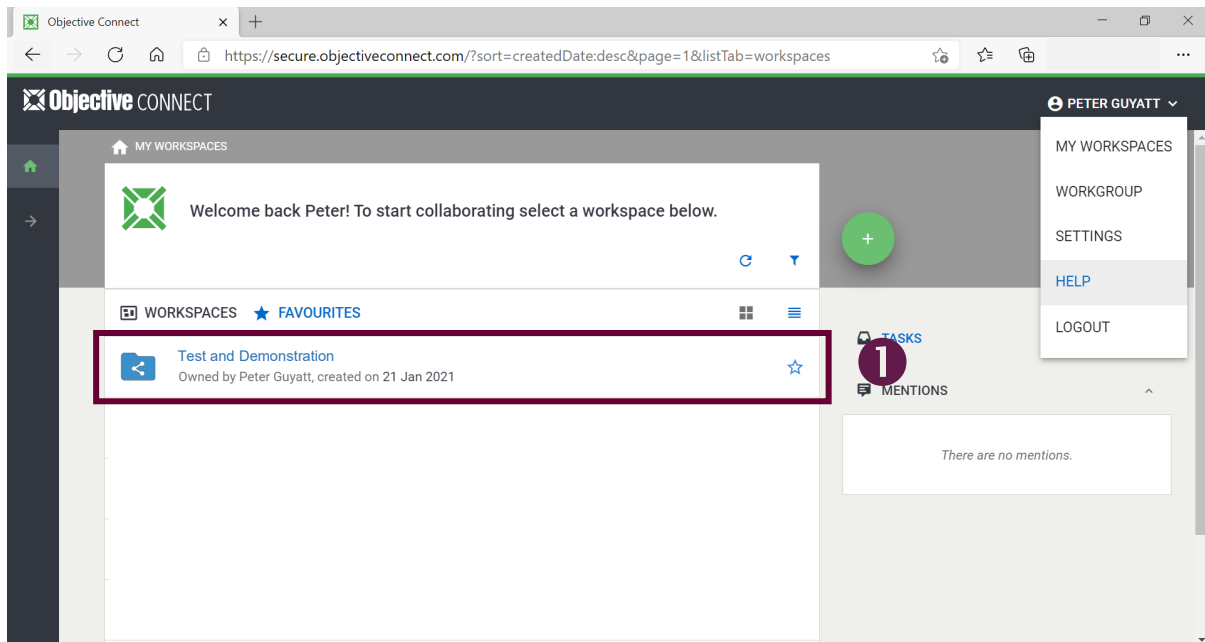 Objective Connect
https://secure.objectiveconnect.com/?sort=createdDate:desc&page=1&listTab=workspaces
Objective CONNECT
PETER GUYATT
MY WORKSPACES
WORKGROUP
SETTINGS
HELP
LOGOUT
MY WORKSPACES
Welcome back Peter! To start collaborating select a workspace below.
WORKSPACES FAVOURITES
Test and Demonstration
Owned by Peter Guyatt, created on 21 Jan 2021
1
TASKS
MENTIONS
There are no mentions.